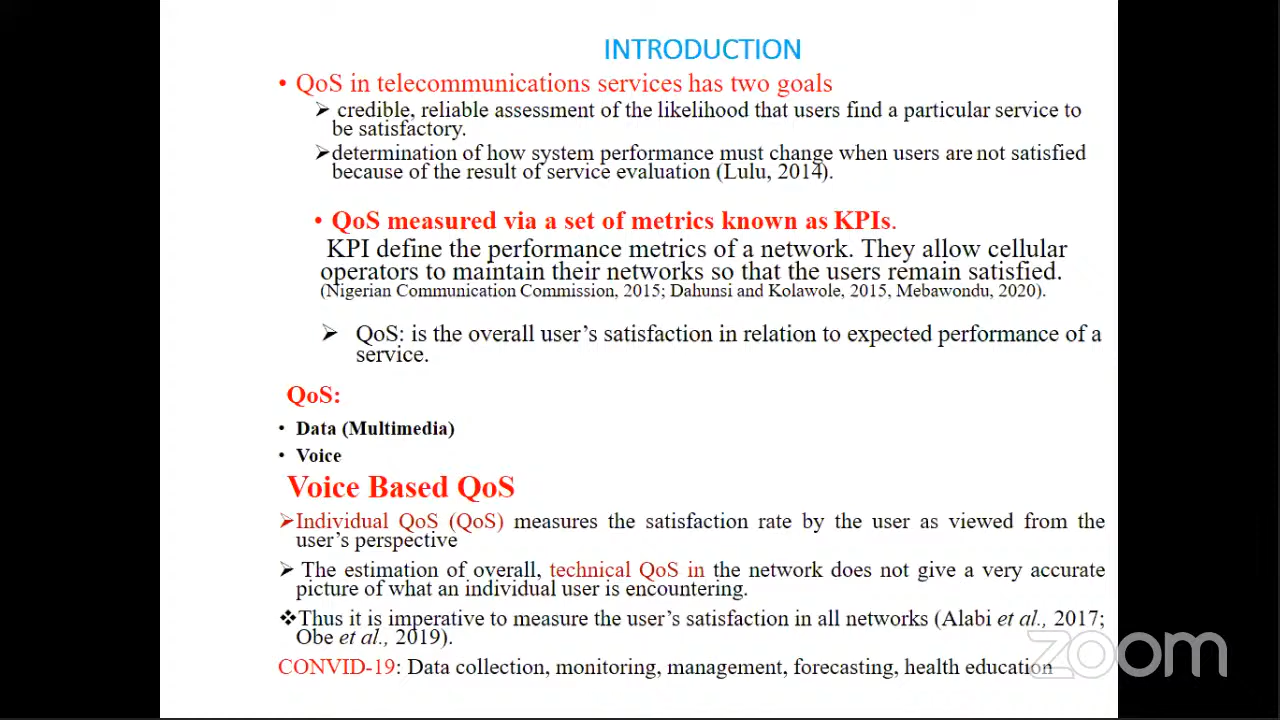 INTRODUCTION
• QoS in telecommunications services has two goals
➢ credible, reliable assessment of the likelihood that users find a particular service to
be satisfactory.
➢determination of how system performance must change when users are not satisfied
because of the result of service evaluation (Lulu, 2014).
• QoS measured via a set of metrics known as KPIs.
KPI define the performance metrics of a network. They allow cellular
operators to maintain their networks so that the users remain satisfied.
(Nigerian Communication Commission, 2015; Dahunsi and Kolawole, 2015, Mebawondu, 2020).
➢ QoS: is the overall user's satisfaction in relation to expected performance of a
service.
QoS:
• Data (Multimedia)
• Voice
Voice Based QoS
➢Individual QoS (QoS) measures the satisfaction rate by the user as viewed from the
user's perspective
➢ The estimation of overall, technical QoS in the network does not give a very accurate
picture of what an individual user is encountering.
❖Thus it is imperative to measure the user's satisfaction in all networks (Alabi et al., 2017;
Obe et al., 2019).
CONVID-19: Data collection, monitoring, management, forecasting, health education
zoom